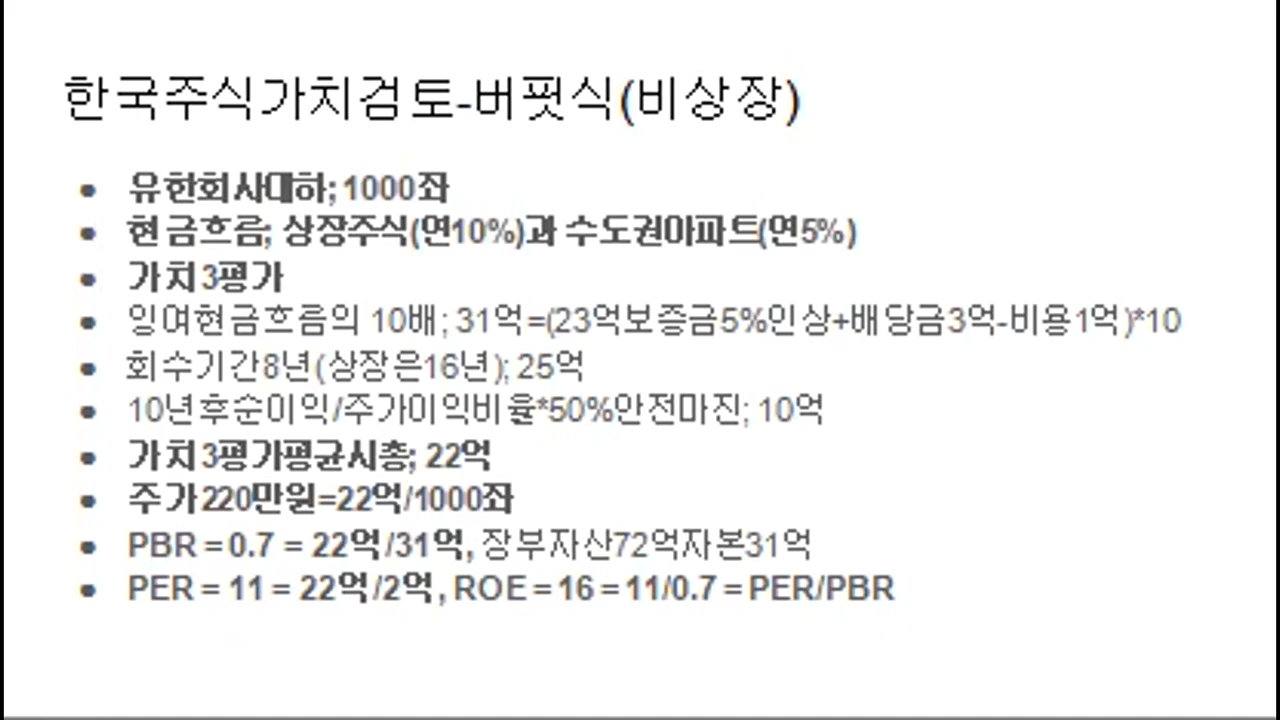 한국주식가치검토-버핏식(비상장)
• 유한회사대하; 1000좌
• 현금흐름; 상장주식(연10%)과 수도권아파트(연5%)
• 가치3평가
• 잉여현금흐름의 10배; 31억=(23억보증금5%인상+배당금3억-비용1억)*10
• 회수기간8년(상장은16년); 25억
• 10년후순이익/주가이익비율*50%안전마진; 10억
• 가치3평가평균시총; 22억
• 주가220만원=22억/1000좌
• PBR = 0.7 = 22억/31억, 장부자산72억자본31억
• PER = 11 = 22억/2억, ROE = 16 = 11/0.7 = PER/PBR